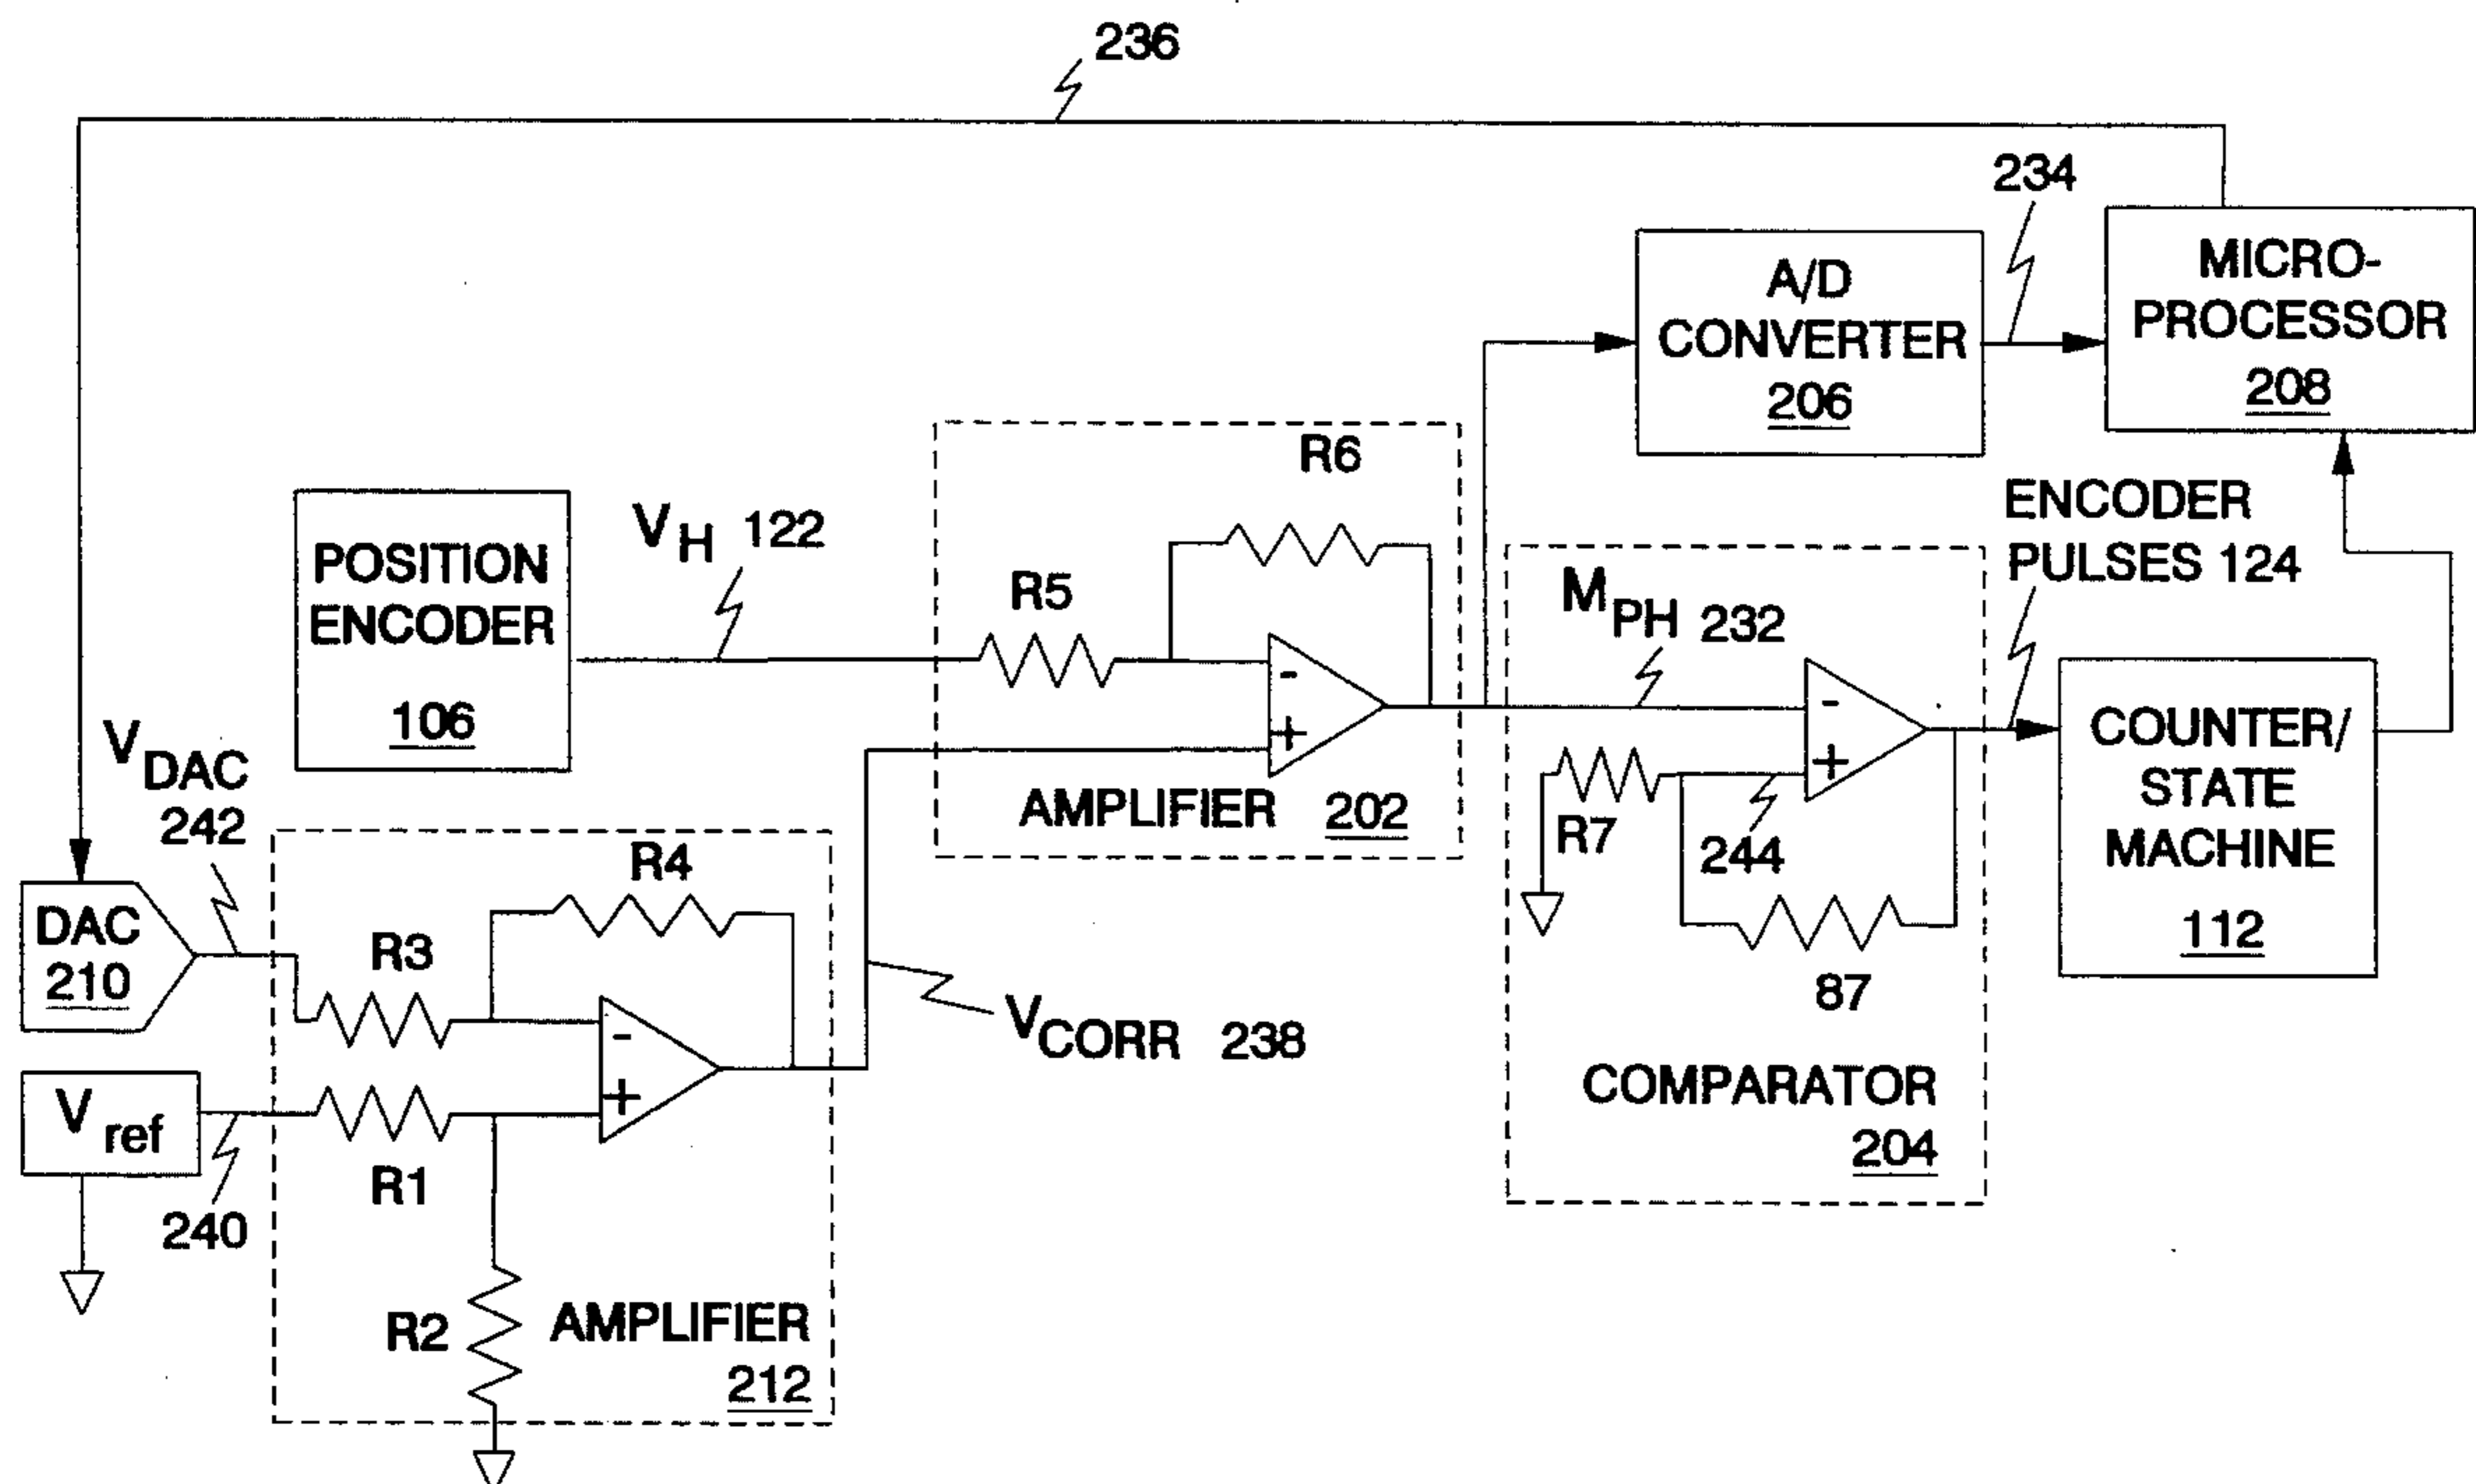 236
234
MICRO-
PROCESSOR
208
A/D
CONVERTER
206
R6
ENCODER
PULSES 124
POSITION
ENCODER
106
VH 122
R5
-
+
AMPLIFIER 202
MPH 232
-
+
R7
244
87
COMPARATOR
204
COUNTER/
STATE
MACHINE
112
VDAC
242
DAC
210
R4
R3
-
+
VCORR 238
Vref
240
R1
R2
AMPLIFIER
212